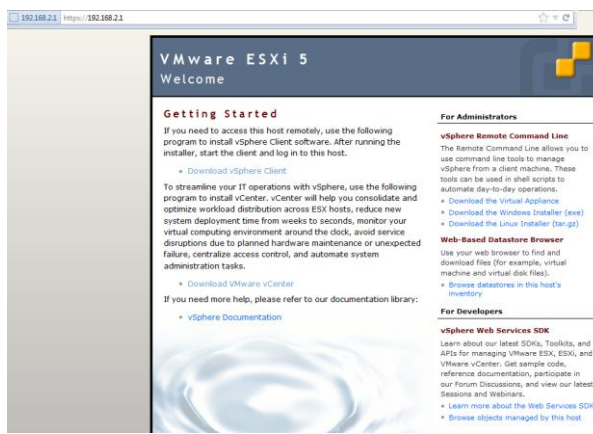 192.168.2.1 https://192.168.2.1
VMware ESXi 5
Welcome
Getting Started
If you need to access this host remotely, use the following
program to install vSphere Client software. After running the
installer, start the client and log in to this host.
Download vSphere Client
To streamline your IT operations with vSphere, use the following
program to install vCenter. vCenter will help you consolidate and
optimize workload distribution across ESX hosts, reduce new
system deployment time from weeks to seconds, monitor your
virtual computing environment around the clock, avoid service
disruptions due to planned hardware maintenance or unexpected
failure, centralize access control, and automate system
administration tasks.
Download VMware vCenter
If you need more help, please refer to our documentation library:
vSphere Documentation
For Administrators
vSphere Remote Command Line
The Remote Command Line allows you to
use command line tools to manage
vSphere from a client machine. These
tools can be used in shell scripts to
automate day-to-day operations.
Download the Virtual Appliance
Download the Windows Installer (exe)
Download the Linux Installer (tar.gz)
Web-Based Datastore Browser
Use your web browser to find and
download files (for example, virtual
machine and virtual disk files).
Browse datastores in this host's
inventory
For Developers
vSphere Web Services SDK
Learn about our latest SDKs, Toolkits, and
APIs for managing VMware ESX, ESXi, and
VMware vCenter. Get sample code,
reference documentation, participate in
our Forum Discussions, and view our latest
Sessions and Webinars.
Learn more about the Web Services SDK
Browse objects managed by this host